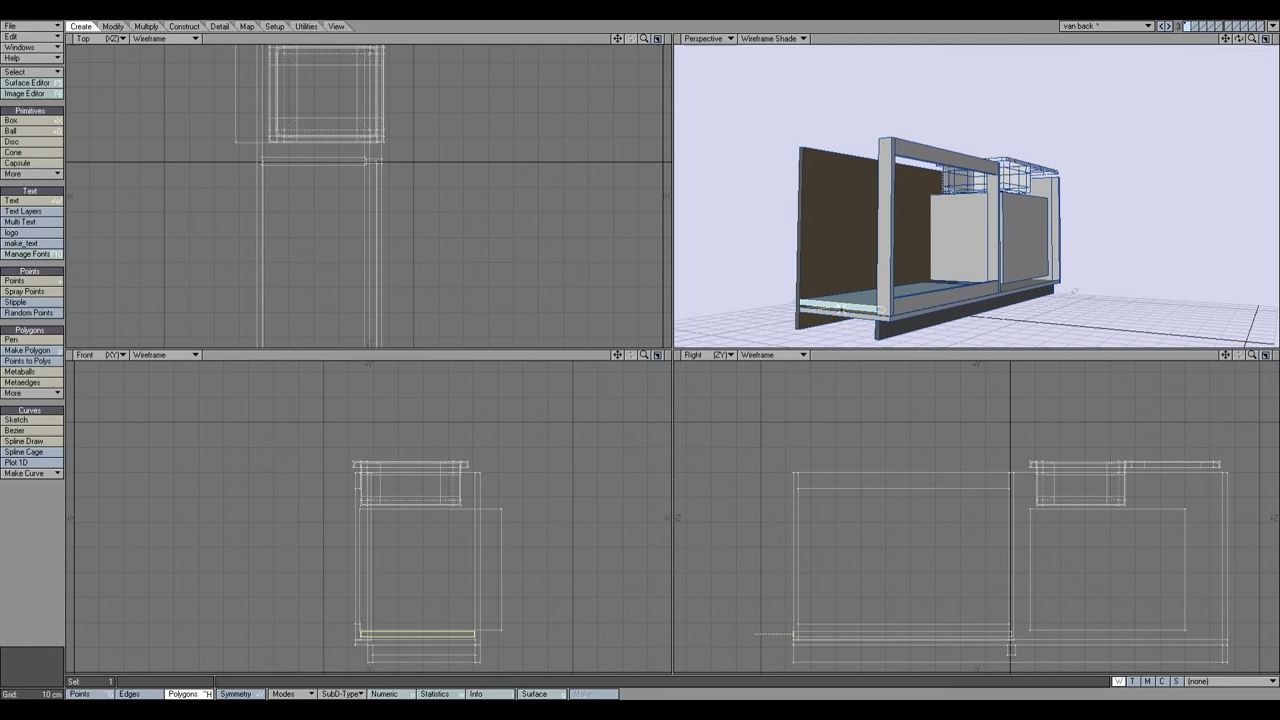 File
Edit
Windows
Help
Select
Surface Editor
Image Editor
Primitives
Box
Ball
Disc
Cone
Capsule
More
Text
Text
Text Layers
Multi Text
logo
make_text
Manage Fonts
Points
Points
Spray Points
Stipple
Random Points
Polygons
Pen
Make Polygon
Points to Polys
Metaballs
Metaedges
More
Curves
Sketch
Bezier
Spline Draw
Spline Cage
Plot 1D
Make Curve
Create Modify Multiply Construct Detail Map Setup Utilities View
van back * 3
Top (XZ) Wireframe
Perspective Wireframe Shade
Front (XY) Wireframe
Right (ZY) Wireframe
Sel: 1
W T M C S (none)
Grid: 10 cm Points Edges Polygons ^H Symmetry Modes SubD-Type Numeric Statistics Info Surface